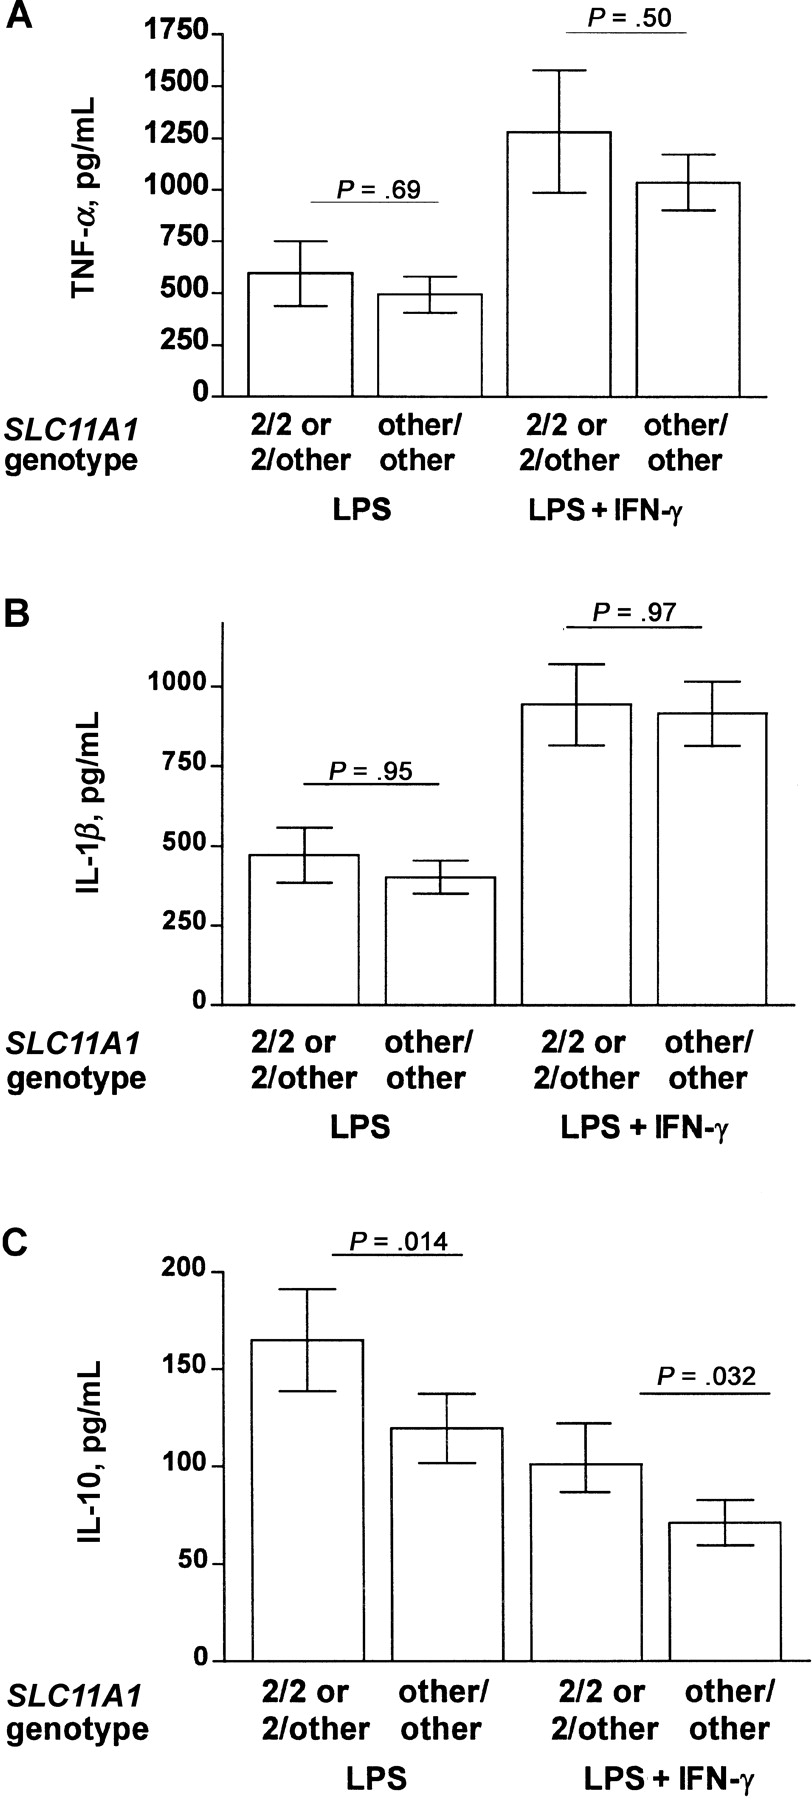 A
P = .50
1750
1500
1250
1000
750
500
250
0
TNF-α, pg/mL
P = .69
SLC11A1 2/2 or other/ 2/2 or other/
genotype 2/other other 2/other other
LPS LPS + IFN-γ
B
P = .97
1000
750
500
250
0
IL-1β, pg/mL
P = .95
SLC11A1 2/2 or other/ 2/2 or other/
genotype 2/other other 2/other other
LPS LPS + IFN-γ
C
P = .014
200
150
100
50
0
IL-10, pg/mL
P = .032
SLC11A1 2/2 or other/ 2/2 or other/
genotype 2/other other 2/other other
LPS LPS + IFN-γ